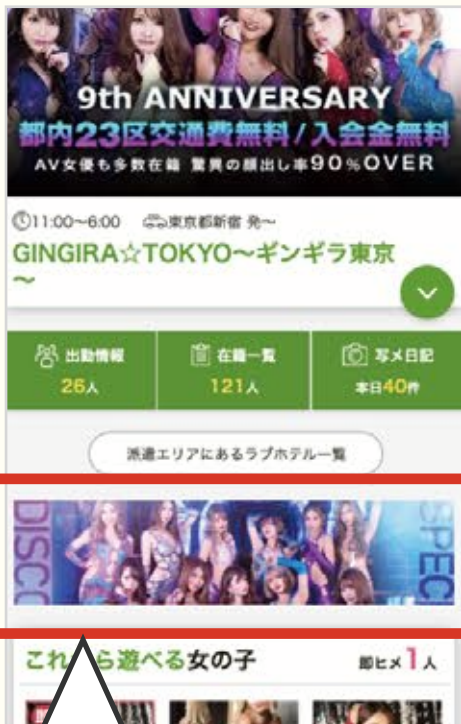 9th ANNIVERSARY
都内23区交通費無料/入会金無料
AV女優も多数在籍 驚異の顔出し率90%OVER
11:00~6:00 東京都新宿 発~
GINGIRA☆TOKYO~ギンギラ東京
~
出勤情報 在籍一覧 写メ日記
26人 121人 本日40件
派遣エリアにあるラブホテル一覧
DISCO SPECI
これから遊べる女の子 即ヒメ1人